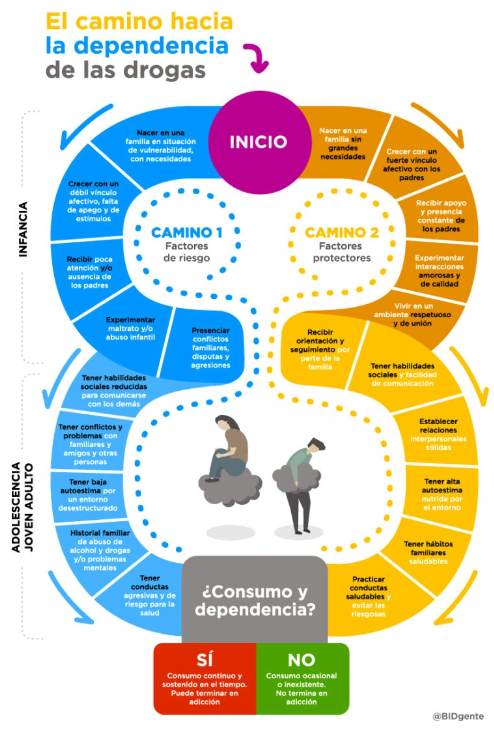 El camino hacia
la dependencia
de las drogas
INICIO
INFANCIA
CAMINO 1
Factores
de riesgo
Nacer en una
familia en situación
de vulnerabilidad,
con necesidades
Crecer con un
débil vínculo
afectivo, falta
de apego y de
estímulos
Recibir poca
atención y/o
ausencia de
los padres
Experimentar
maltrato y/o
abuso infantil
Presenciar
conflictos
familiares,
disputas y
agresiones
CAMINO 2
Factores
protectores
Nacer en una
familia sin
grandes
necesidades
Crecer con un
fuerte vínculo
afectivo con los
padres
Recibir apoyo
y presencia
constante de
los padres
Experimentar
interacciones
amorosas y
de calidad
Vivir en un
ambiente respetuoso
y de unión
Recibir
orientación y
seguimiento por
parte de la
familia
ADOLESCENCIA
JOVEN ADULTO
Tener habilidades
sociales reducidas
para comunicarse
con los demás
Tener conflictos y
problemas con
familiares y
amigos y otras
personas
Tener baja
autoestima por
un entorno
desestructurado
Historial familiar
de abuso de
alcohol y drogas
y/o problemas
mentales
Tener
conductas
agresivas y de
riesgo para la
salud
Tener habilidades
sociales y facilidad
de comunicación
Establecer
relaciones
interpersonales
sólidas
Tener alta
autoestima
nutrida por
el entorno
Tener hábitos
familiares
saludables
Practicar
conductas
saludables y
evitar las
riesgosas
¿Consumo y
dependencia?
SÍ
Consumo continuo y
sostenido en el tiempo.
Puede terminar en
adicción
NO
Consumo ocasional
o inexistente.
No termina en
adicción
@BIDgente